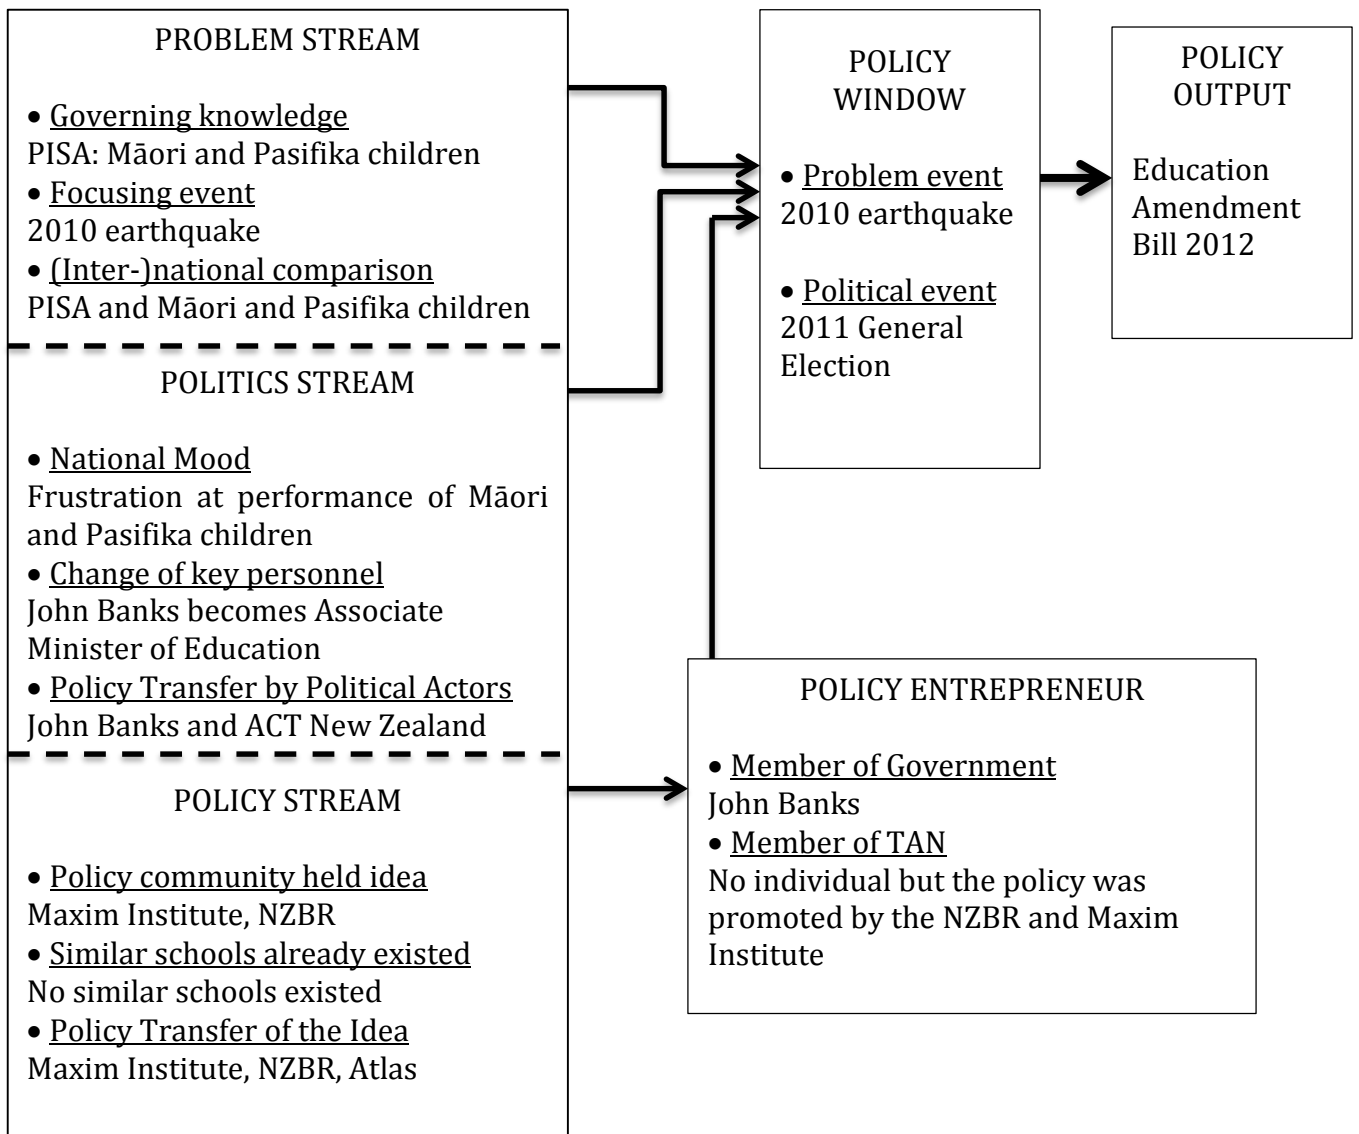 PROBLEM STREAM
• Governing knowledge
PISA: Māori and Pasifika children
• Focusing event
2010 earthquake
• (Inter-)national comparison
PISA and Māori and Pasifika children
POLITICS STREAM
• National Mood
Frustration at performance of Māori
and Pasifika children
• Change of key personnel
John Banks becomes Associate
Minister of Education
• Policy Transfer by Political Actors
John Banks and ACT New Zealand
POLICY STREAM
• Policy community held idea
Maxim Institute, NZBR
• Similar schools already existed
No similar schools existed
• Policy Transfer of the Idea
Maxim Institute, NZBR, Atlas
POLICY
WINDOW
• Problem event
2010 earthquake
• Political event
2011 General
Election
POLICY
OUTPUT
Education
Amendment
Bill 2012
POLICY ENTREPRENEUR
• Member of Government
John Banks
• Member of TAN
No individual but the policy was
promoted by the NZBR and Maxim
Institute